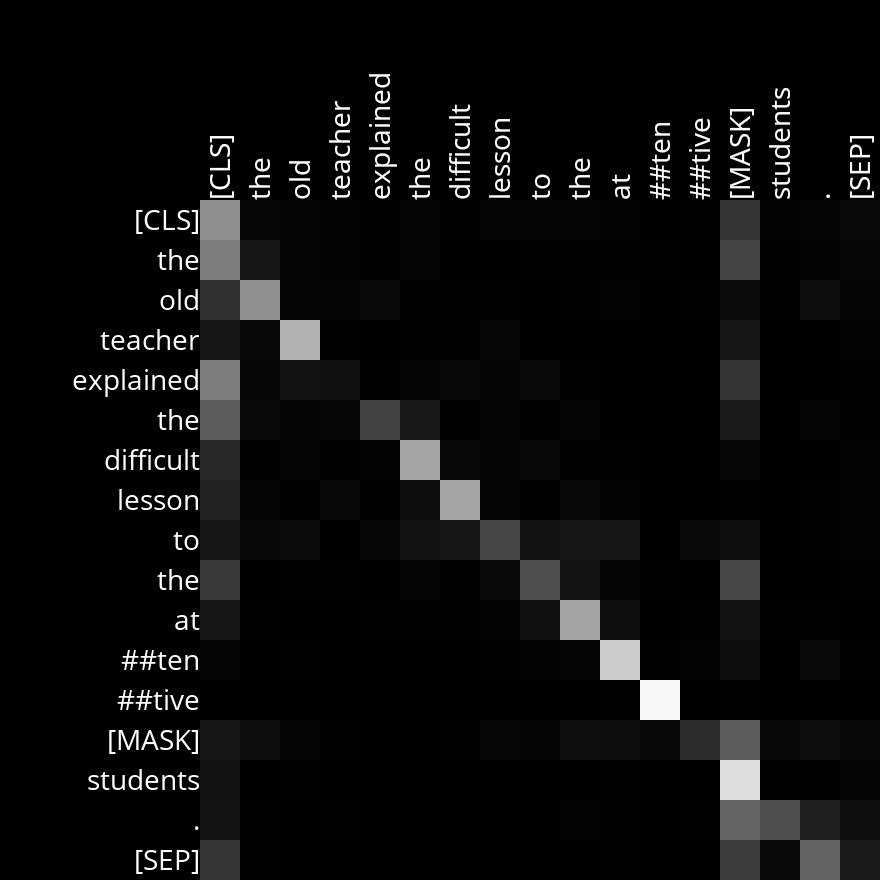 [CLS] the old teacher explained the difficult lesson to the at ##ten ##tive [MASK] students . [SEP]
[CLS]
the
old
teacher
explained
the
difficult
lesson
to
the
at
##ten
##tive
[MASK]
students
.
[SEP]